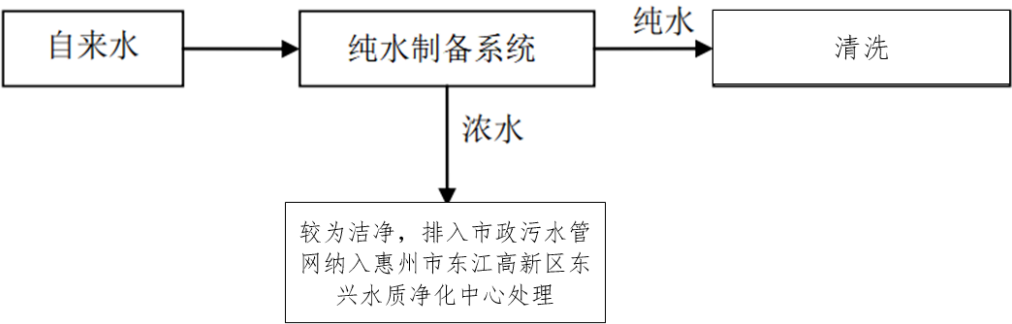 自来水
纯水制备系统
纯水
清洗
浓水
较为洁净，排入市政污水管
网纳入惠州市东江高新区东
兴水质净化中心处理